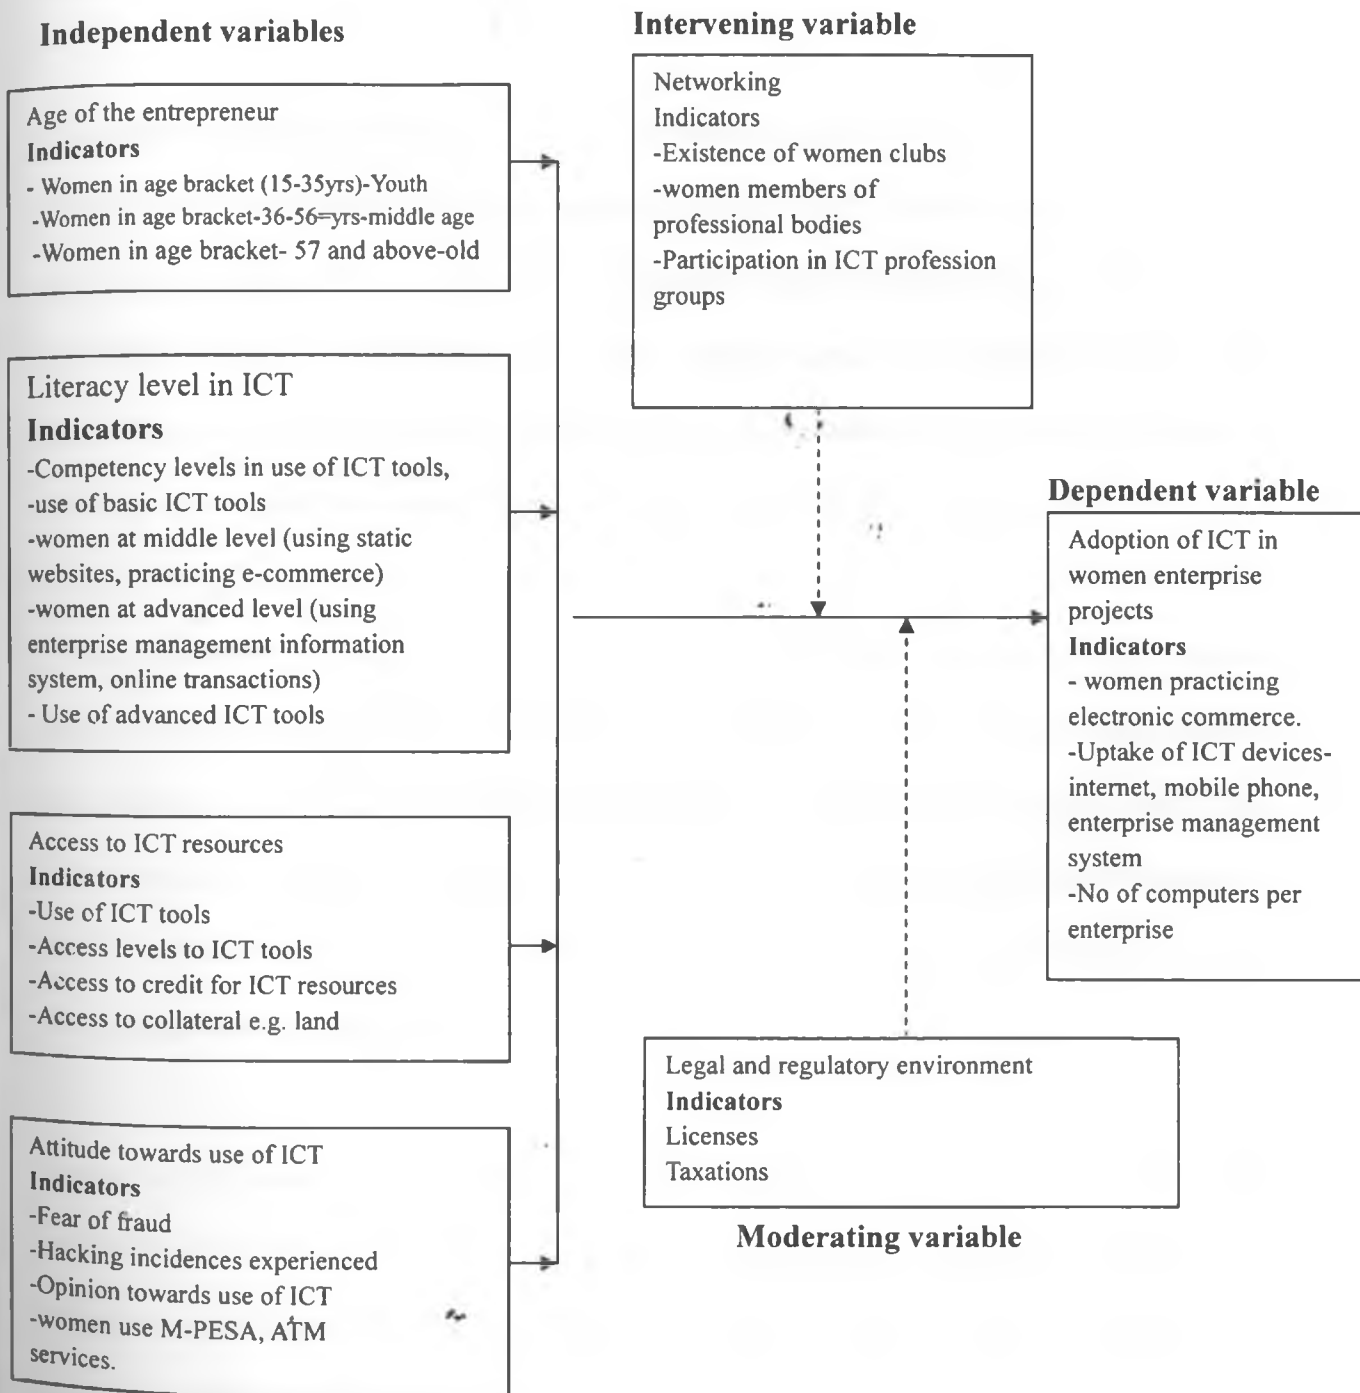 Independent variables
Age of the entrepreneur
Indicators
- Women in age bracket (15-35yrs)-Youth
-Women in age bracket-36-56=yrs-middle age
-Women in age bracket- 57 and above-old
Literacy level in ICT
Indicators
-Competency levels in use of ICT tools,
-use of basic ICT tools
-women at middle level (using static
websites, practicing e-commerce)
-women at advanced level (using
enterprise management information
system, online transactions)
- Use of advanced ICT tools
Access to ICT resources
Indicators
-Use of ICT tools
-Access levels to ICT tools
-Access to credit for ICT resources
-Access to collateral e.g. land
Attitude towards use of ICT
Indicators
-Fear of fraud
-Hacking incidences experienced
-Opinion towards use of ICT
-women use M-PESA, ATM
services.
Intervening variable
Networking
Indicators
-Existence of women clubs
-women members of
professional bodies
-Participation in ICT profession
groups
Dependent variable
Adoption of ICT in
women enterprise
projects
Indicators
- women practicing
electronic commerce.
-Uptake of ICT devices-
internet, mobile phone,
enterprise management
system
-No of computers per
enterprise
Legal and regulatory environment
Indicators
Licenses
Taxations
Moderating variable